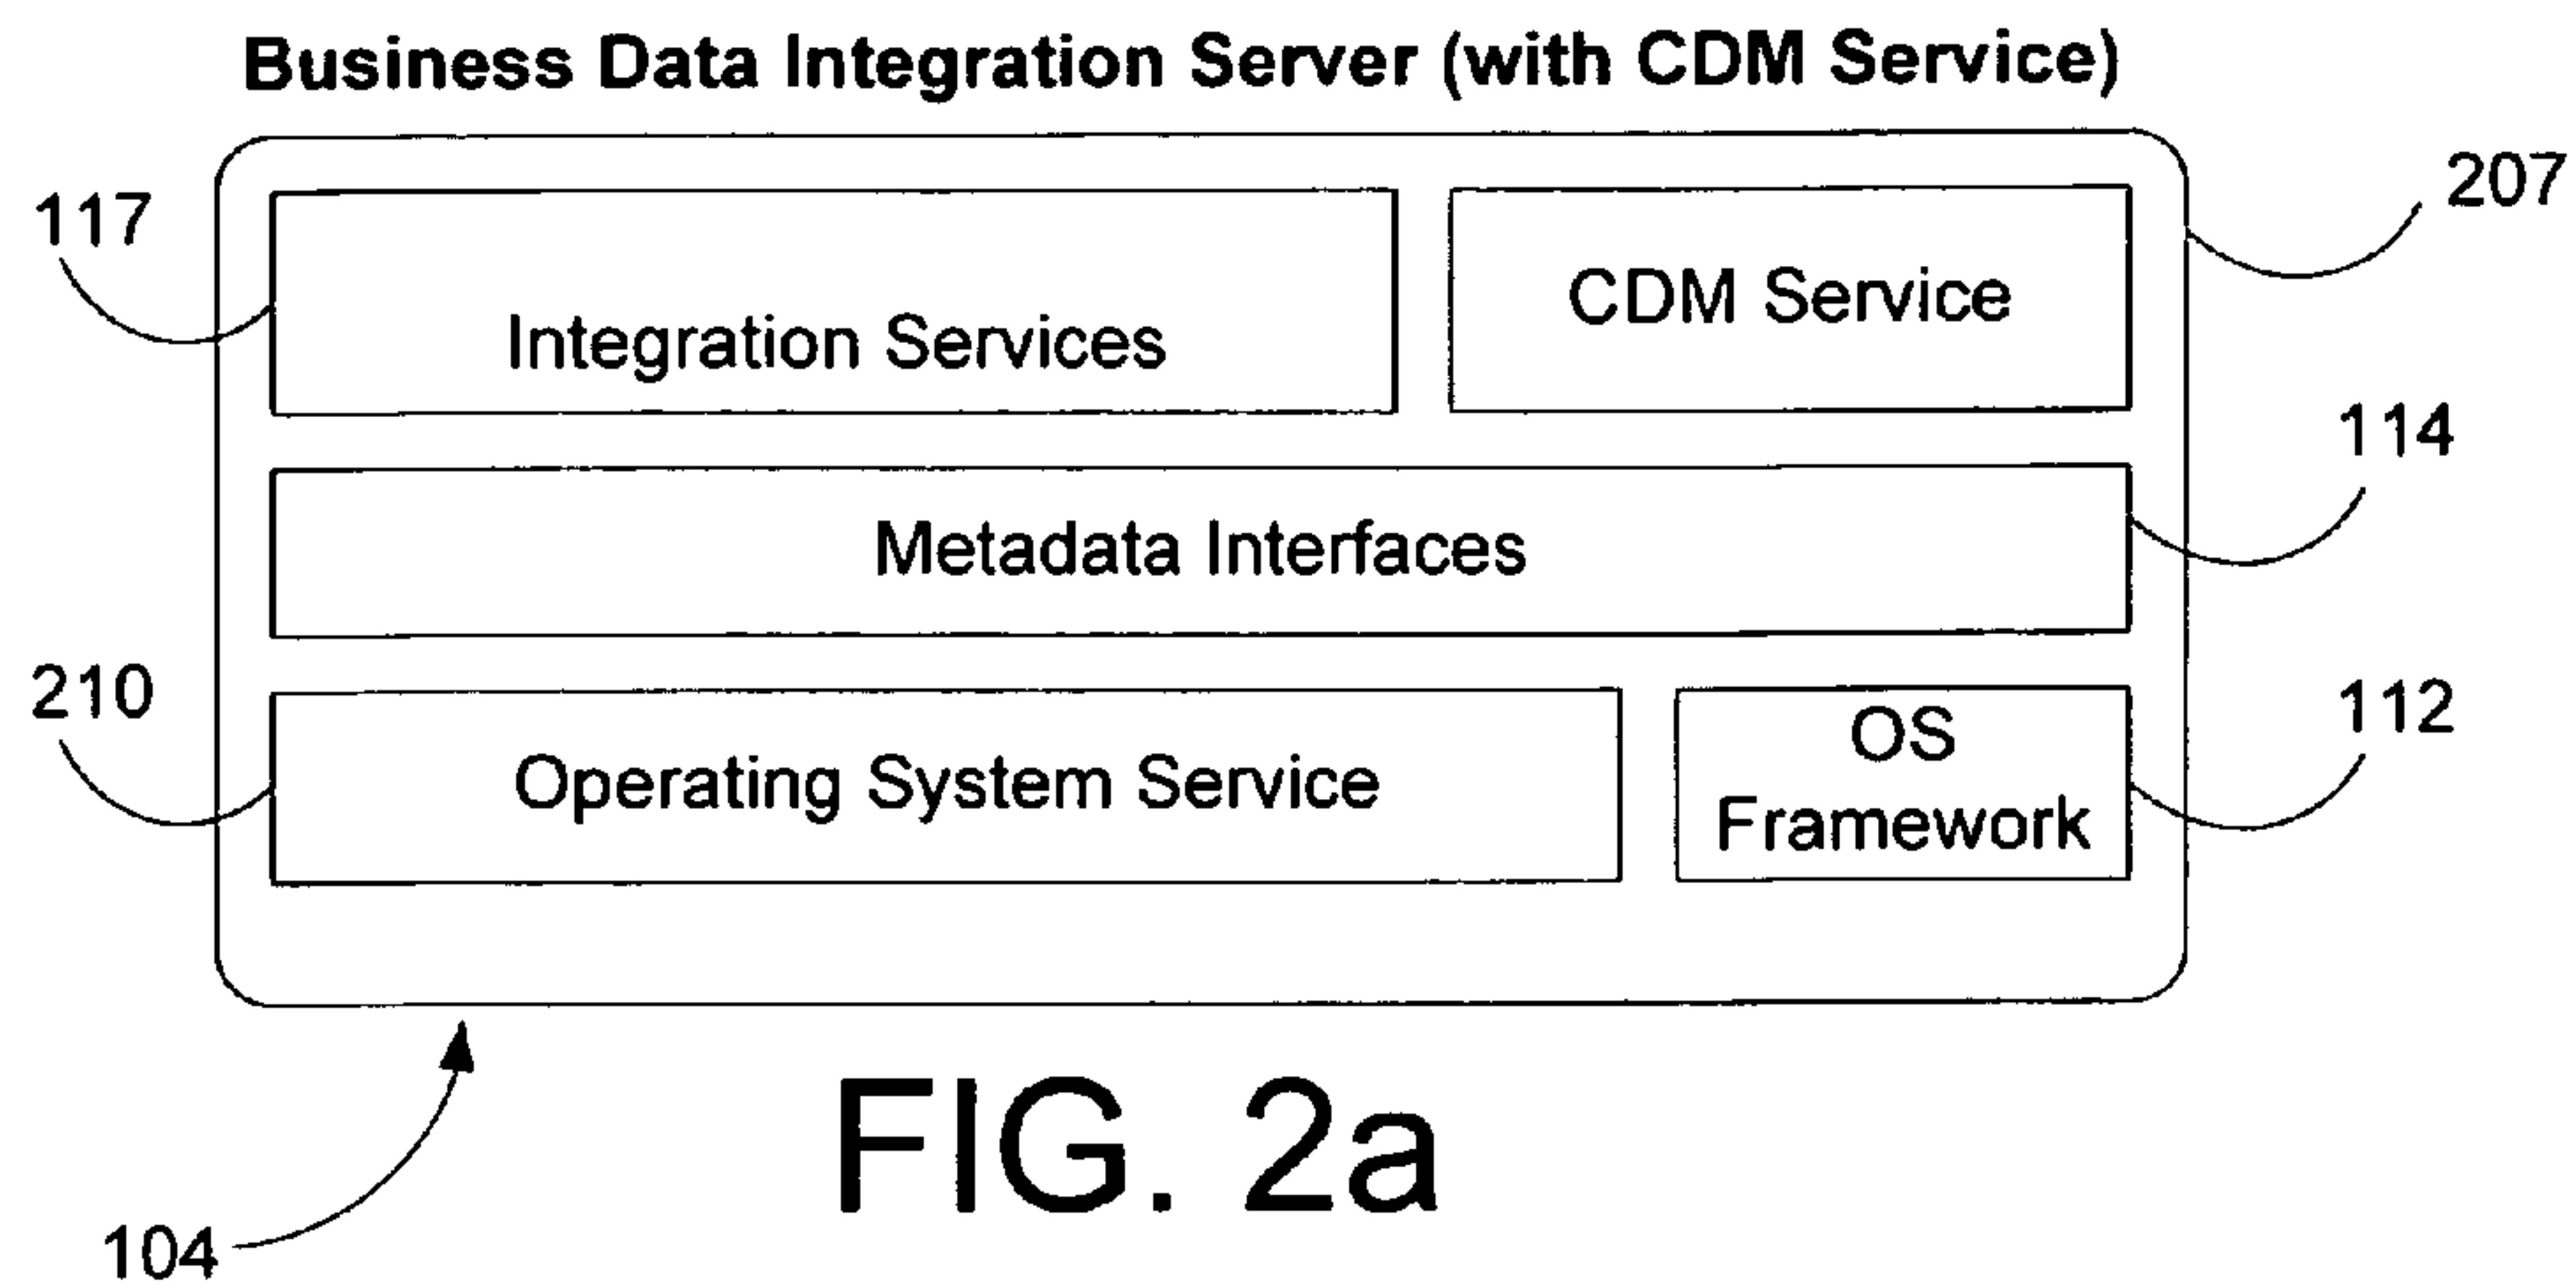 Business Data Integration Server (with CDM Service)
117
Integration Services
CDM Service
207
Metadata Interfaces
114
210
Operating System Service
OS
Framework
112
104
FIG. 2a